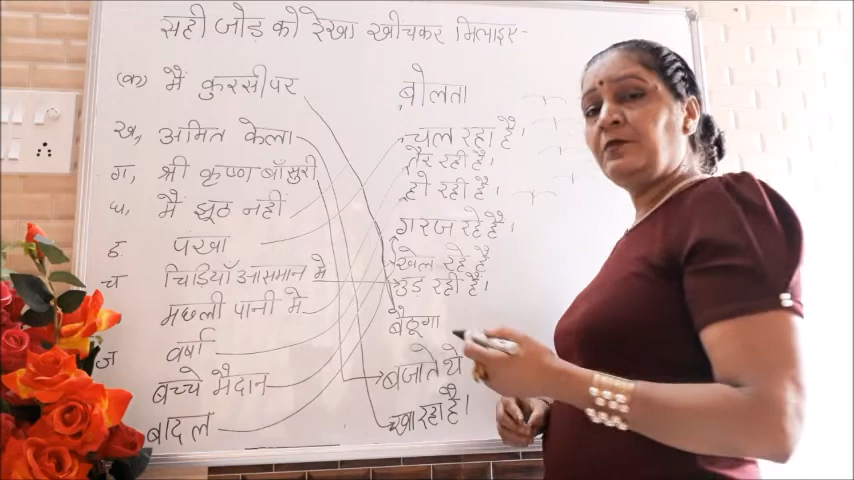 सही जोड़ को रेखा खीचकर मिलाइए-
(क) मैं कुरसीपर बोलता
ख, अमित केला चल रहा है।
ग, श्री कृष्ण बाँसुरी तैर रही है।
घ, मैं झूठ नहीं हो रही है।
ङ पंखा गरज रहे है।
च चिड़ियाँ आसमान मे खेल रहे है
मछली पानी मे उड़ रही है।
ज वर्षा बैठूंगा
बच्चे मैदान बजाते थे
बादल खा रहा है।